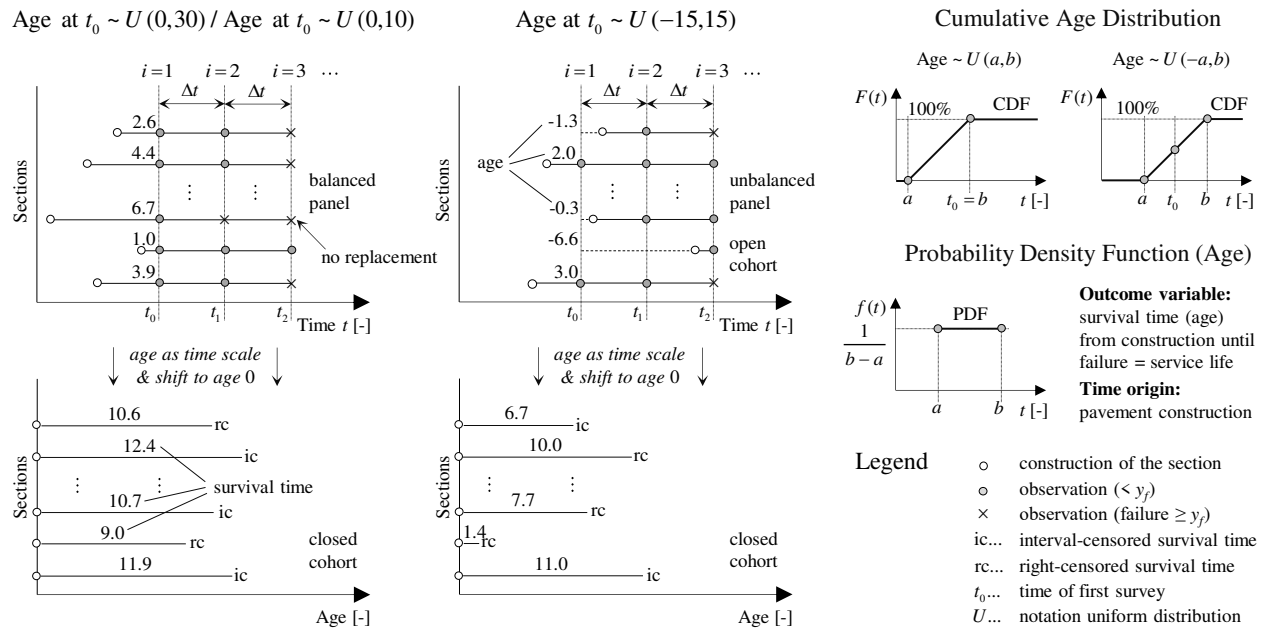 Age at t₀ ~ U (0,30) / Age at t₀ ~ U (0,10)
i=1 i=2 i=3 ...
Δt Δt
2.6
4.4
⋮ ⋮
6.7
1.0
3.9
balanced
panel
no replacement
Sections
t₀ t₁ t₂
Time t [-]
age as time scale
& shift to age 0
10.6
rc
12.4
ic
⋮ ⋮
survival time
10.7
ic
9.0
rc
11.9
ic
closed
cohort
Sections
Age [-]
Age at t₀ ~ U (−15,15)
i=1 i=2 i=3 ...
Δt Δt
-1.3
2.0
age
⋮ ⋮
-0.3
-6.6
3.0
unbalanced
panel
open
cohort
Sections
t₀ t₁ t₂
Time t [-]
age as time scale
& shift to age 0
6.7
ic
10.0
rc
⋮ ⋮
7.7
rc
1.4
rc
11.0
ic
closed
cohort
Sections
Age [-]
Cumulative Age Distribution
Age ~ U (a,b)
F(t)
100%
CDF
a t₀ = b t [-]
Age ~ U (-a,b)
F(t)
100%
CDF
a t₀ b t [-]
Probability Density Function (Age)
f(t)
1
b − a
PDF
a b t [-]
Outcome variable:
survival time (age)
from construction until
failure = service life
Time origin:
pavement construction
Legend
construction of the section
observation (< y_f)
observation (failure ≥ y_f)
ic... interval-censored survival time
rc... right-censored survival time
t₀... time of first survey
U... notation uniform distribution